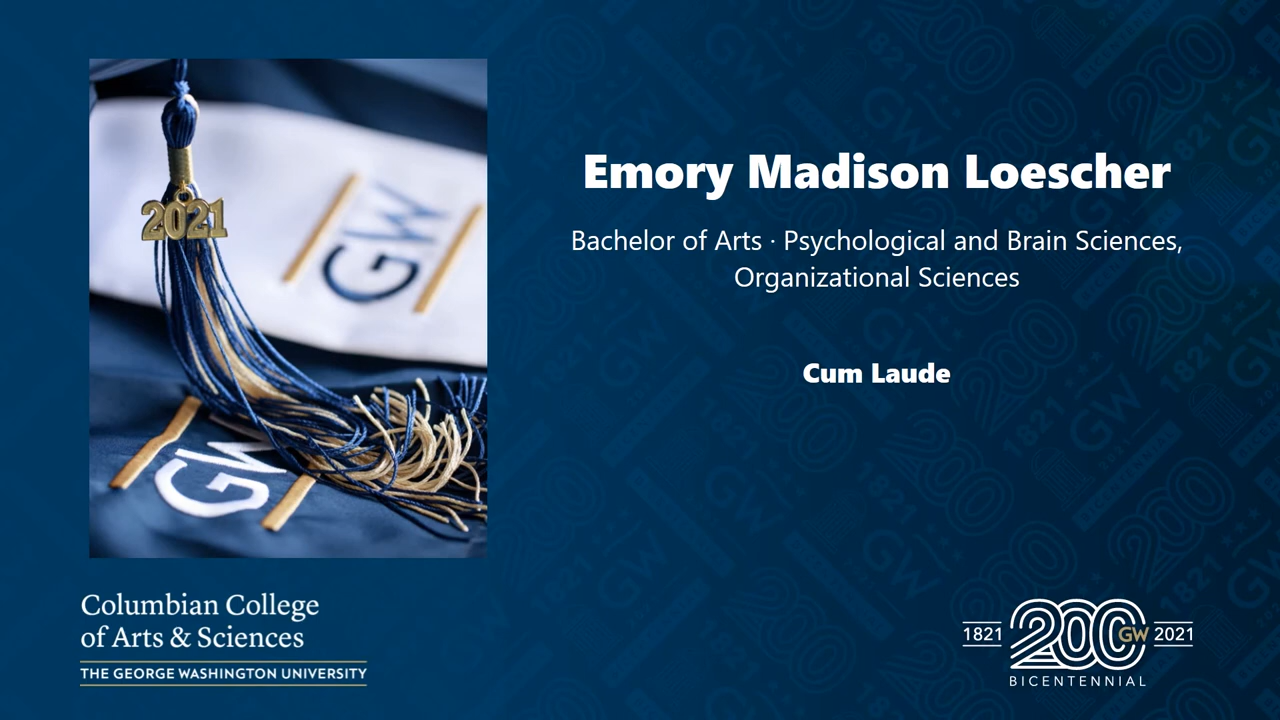 2021
GW
GW
Emory Madison Loescher
Bachelor of Arts · Psychological and Brain Sciences,
Organizational Sciences
Cum Laude
Columbian College
of Arts & Sciences
THE GEORGE WASHINGTON UNIVERSITY
1821 200 GW 2021
BICENTENNIAL